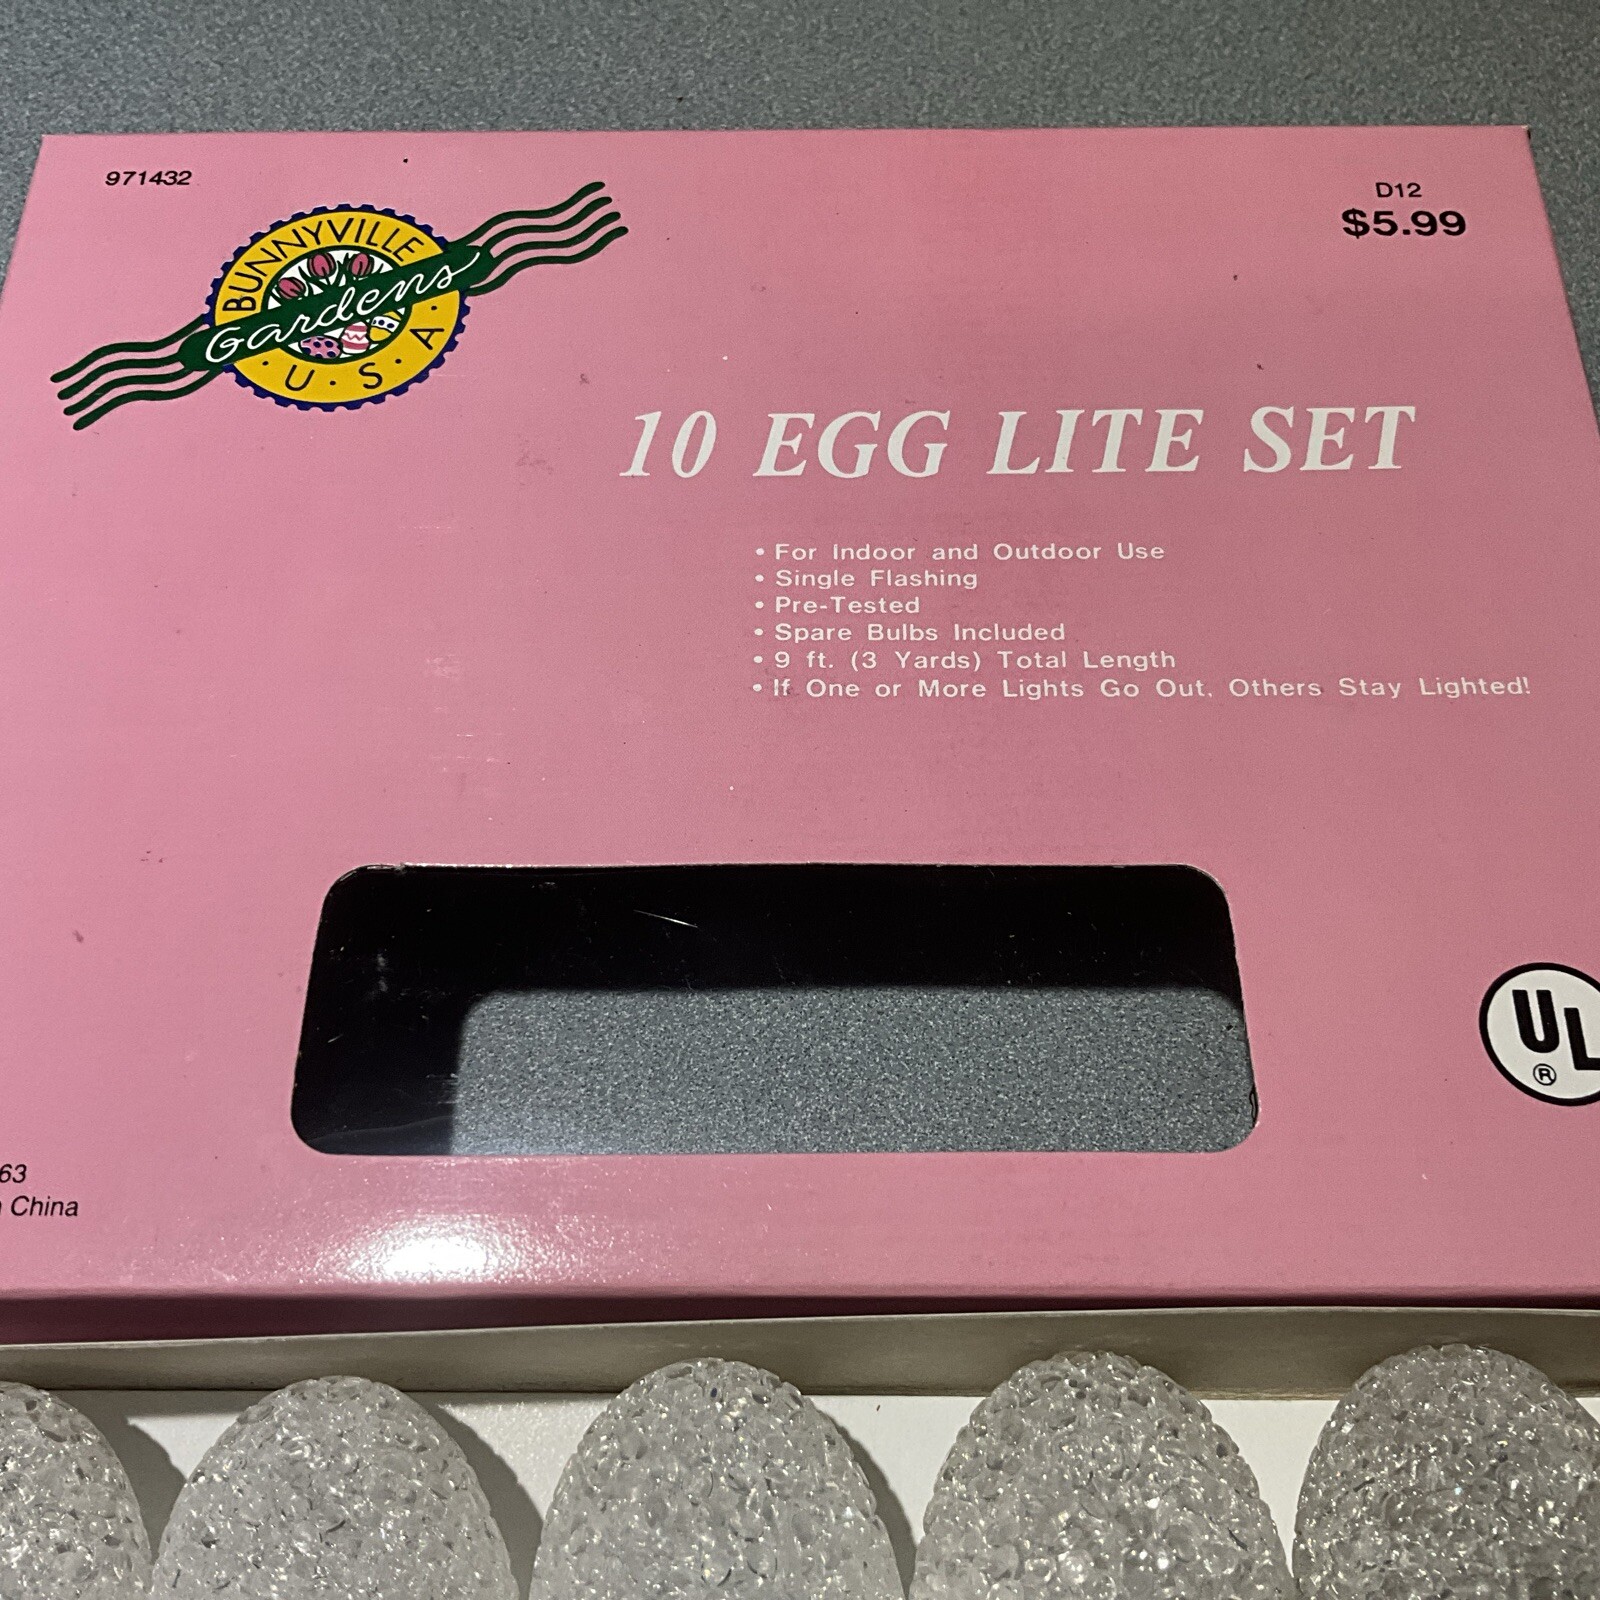 971432
D12
$5.99
BUNNYVILLE
Gardens
U·S·A·
10 EGG LITE SET
• For Indoor and Outdoor Use
• Single Flashing
• Pre-Tested
• Spare Bulbs Included
• 9 ft. (3 Yards) Total Length
• If One or More Lights Go Out, Others Stay Lighted!
UL
®
63
China